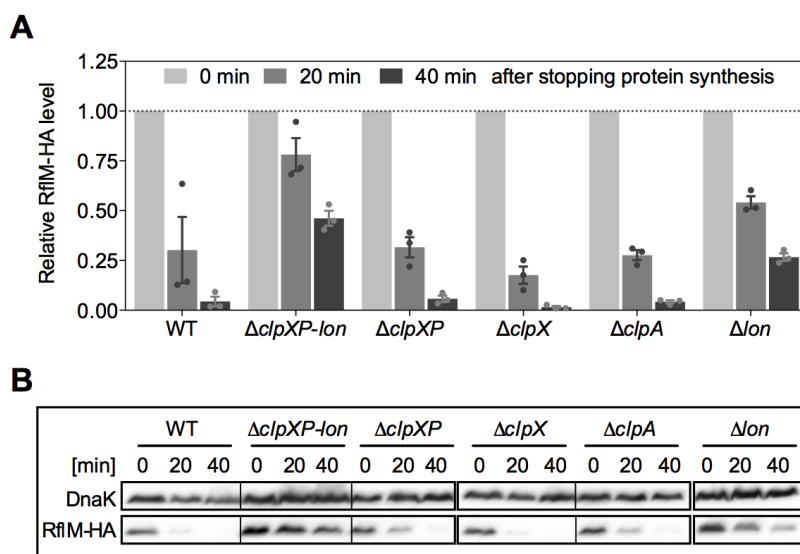 A
1.25
0 min 20 min 40 min after stopping protein synthesis
1.00
0.75
0.50
0.25
0.00
Relative RflM-HA level
WT ΔclpXP-lon ΔclpXP ΔclpX ΔclpA Δlon
B
WT ΔclpXP-lon ΔclpXP ΔclpX ΔclpA Δlon
[min] 0 20 40 0 20 40 0 20 40 0 20 40 0 20 40 0 20 40
DnaK
RflM-HA